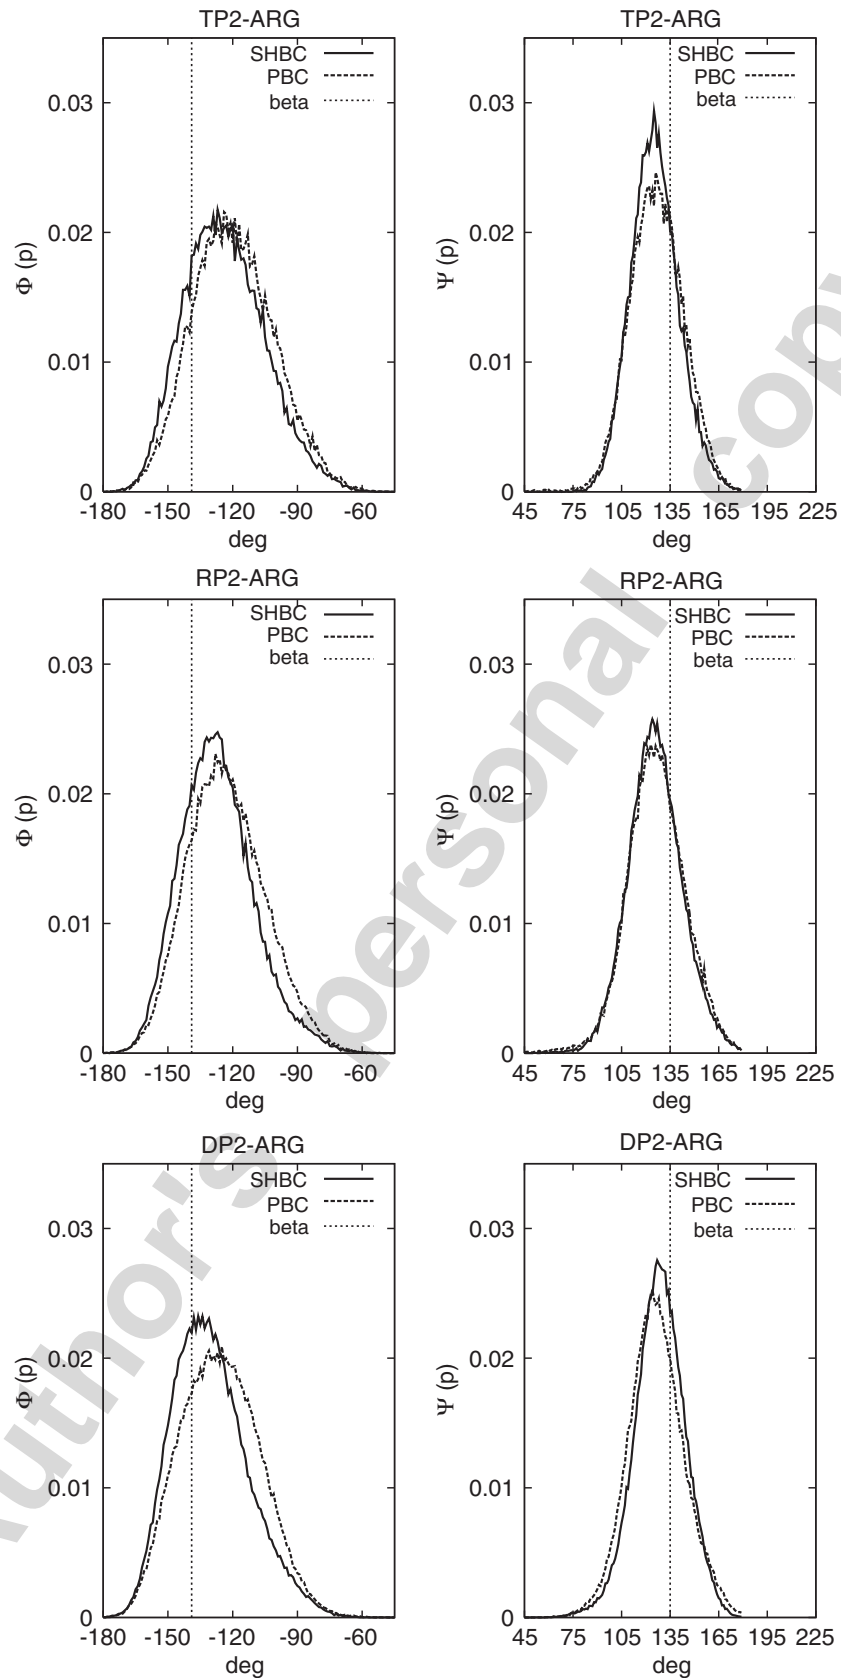 TP2-ARG
SHBC
PBC
beta
Φ (p)
0.03
0.02
0.01
0
-180 -150 -120 -90 -60
deg
TP2-ARG
SHBC
PBC
beta
Ψ (p)
0.03
0.02
0.01
0
45 75 105 135 165 195 225
deg
RP2-ARG
SHBC
PBC
beta
Φ (p)
0.03
0.02
0.01
0
-180 -150 -120 -90 -60
deg
RP2-ARG
SHBC
PBC
beta
Ψ (p)
0.03
0.02
0.01
0
45 75 105 135 165 195 225
deg
DP2-ARG
SHBC
PBC
beta
Φ (p)
0.03
0.02
0.01
0
-180 -150 -120 -90 -60
deg
DP2-ARG
SHBC
PBC
beta
Ψ (p)
0.03
0.02
0.01
0
45 75 105 135 165 195 225
deg
uthor's personal copy